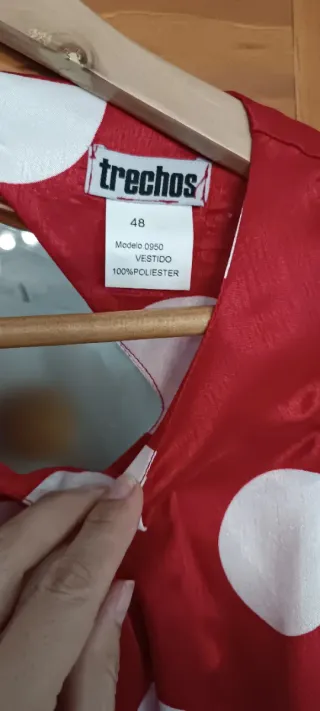 trechos
48
Modelo 0950
VESTIDO
100%POLIESTER